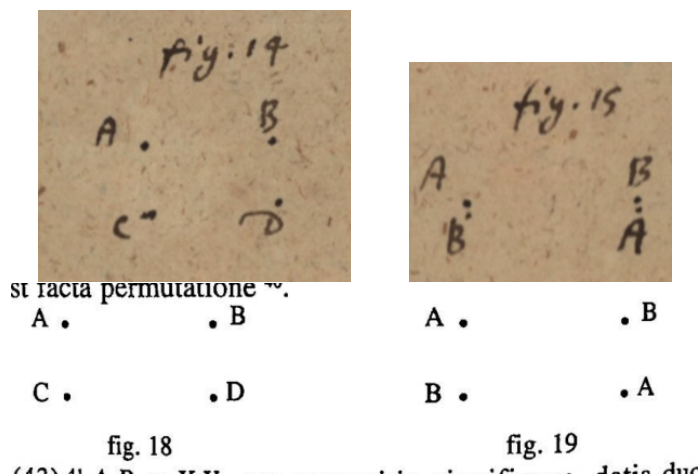 fig. 14
A B
C D
fig. 15
A B
B A
st facta permutatione
A B
C D
fig. 18
A B
B A
fig. 19